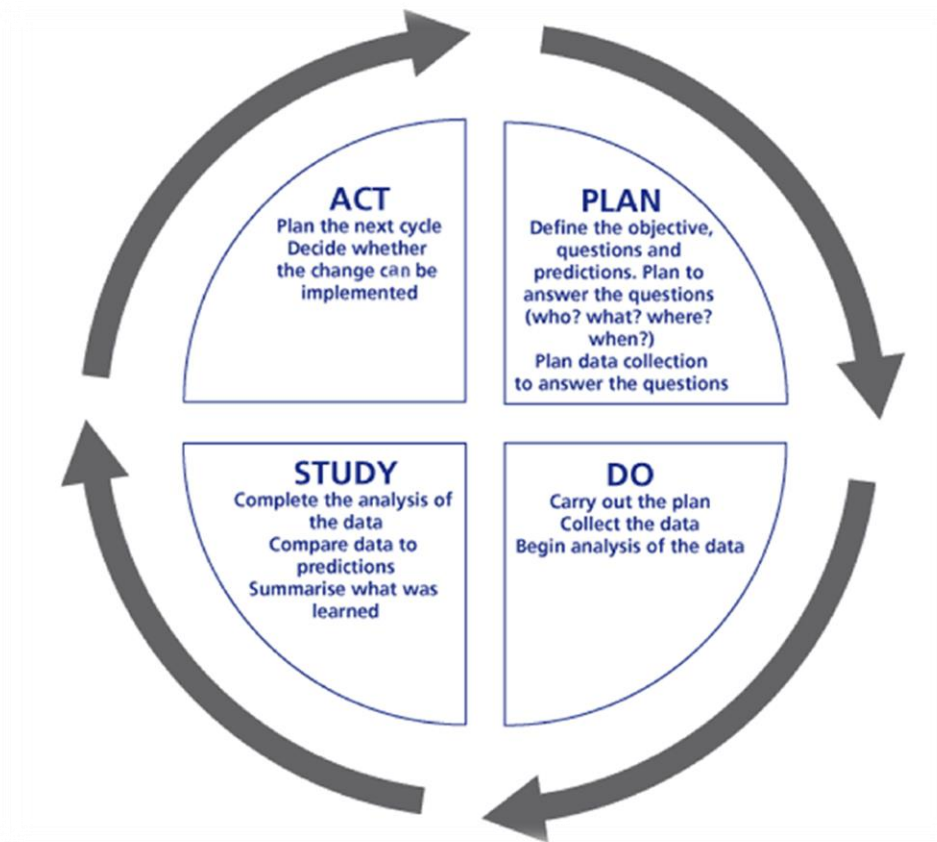 ACT
Plan the next cycle
Decide whether
the change can be
implemented
PLAN
Define the objective,
questions and
predictions. Plan to
answer the questions
(who? what? where?
when?)
Plan data collection
to answer the questions
STUDY
Complete the analysis of
the data
Compare data to
predictions
Summarise what was
learned
DO
Carry out the plan
Collect the data
Begin analysis of the data